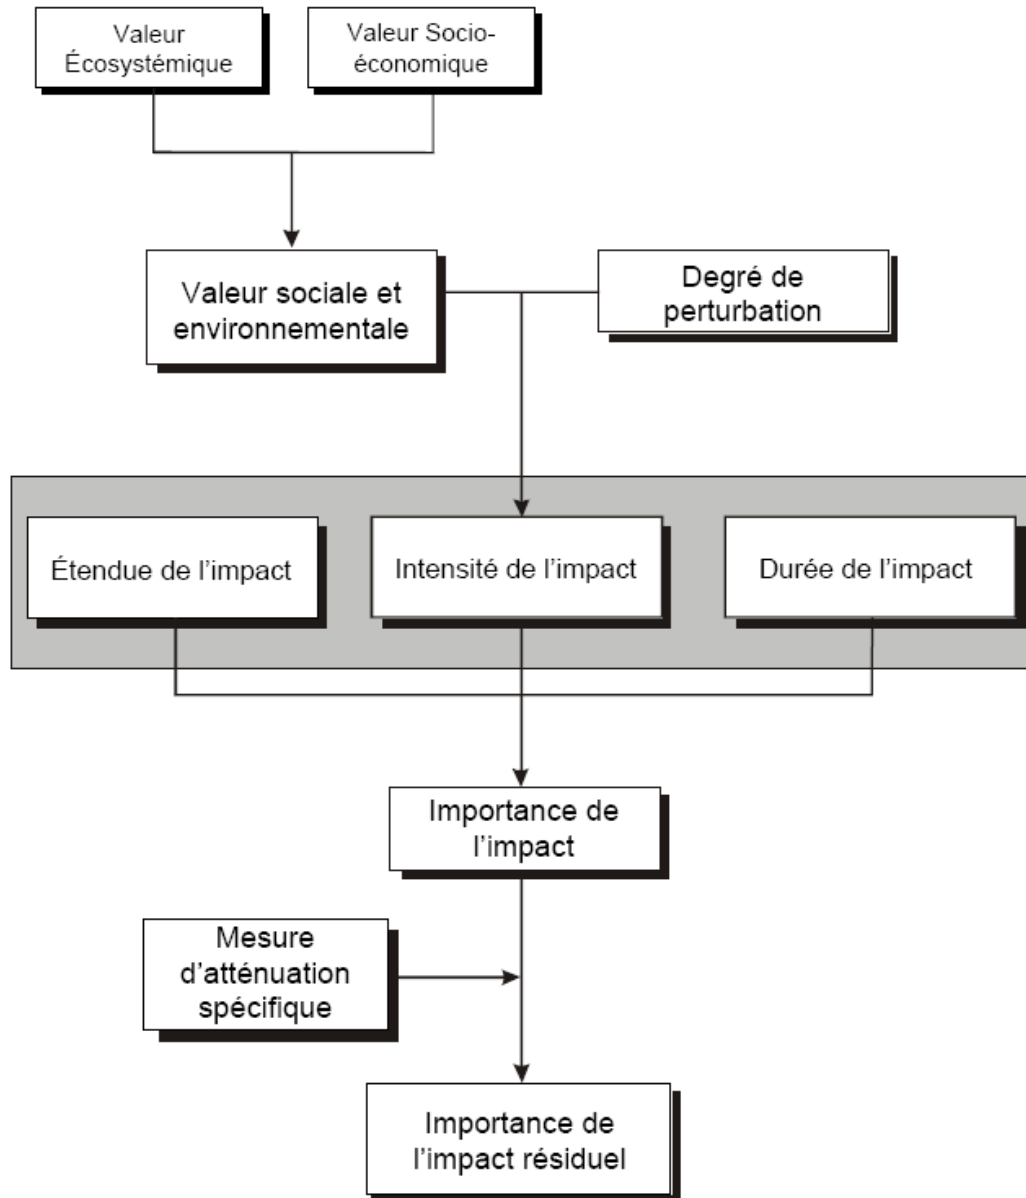 Valeur
Écosystémique
Valeur Socio-
économique
Valeur sociale et
environnementale
Degré de
perturbation
Étendue de l'impact
Intensité de l'impact
Durée de l'impact
Importance de
l'impact
Mesure
d'atténuation
spécifique
Importance de
l'impact résiduel